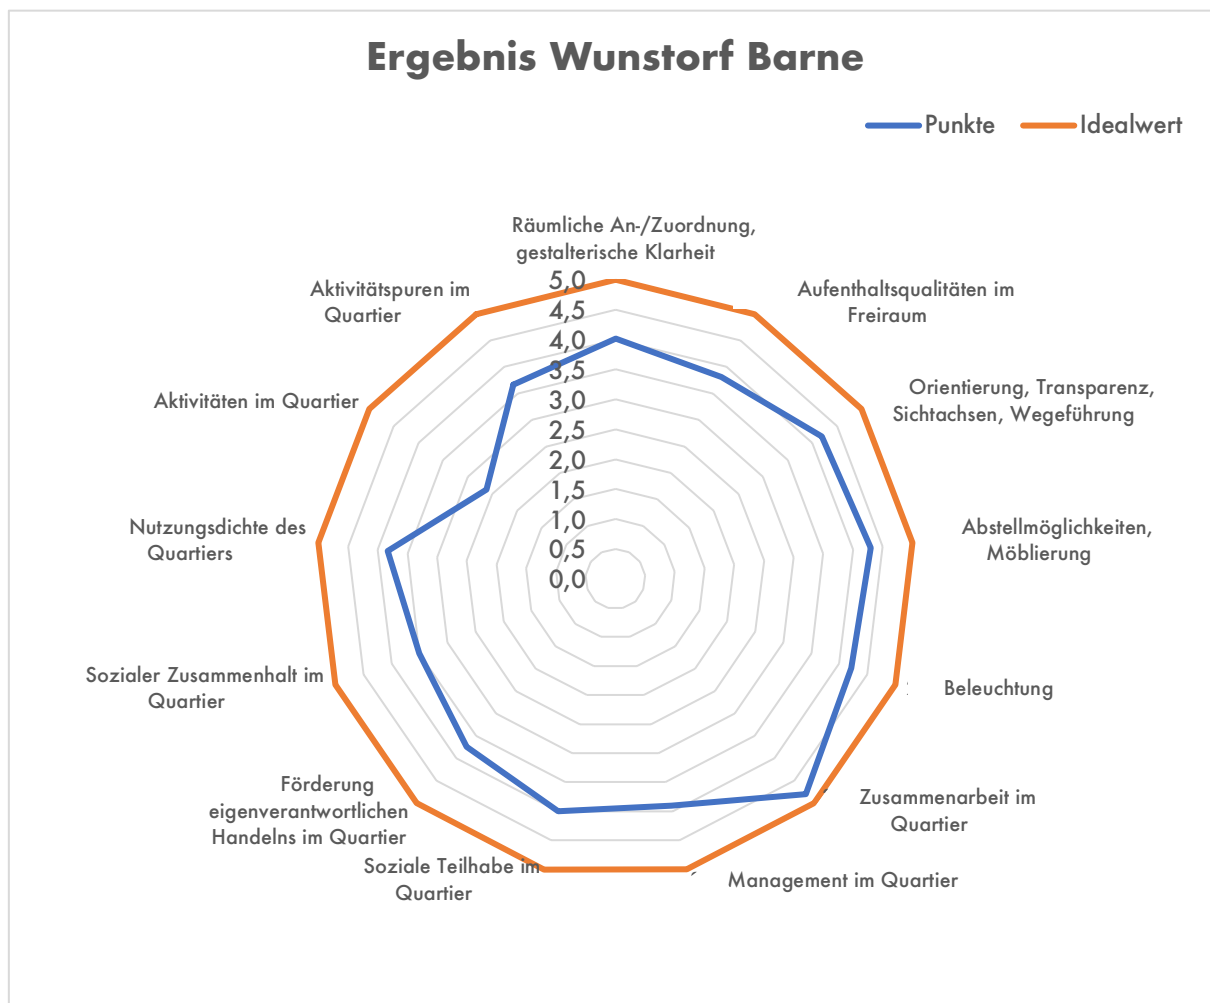 Ergebnis Wunstorf Barne
Punkte
Idealwert
Räumliche An-/Zuordnung,
gestalterische Klarheit
Aufenthaltsqualitäten im
Freiraum
Orientierung, Transparenz,
Sichtachsen, Wegeführung
Abstellmöglichkeiten,
Möblierung
Beleuchtung
Zusammenarbeit im
Quartier
Management im Quartier
Soziale Teilhabe im
Quartier
Förderung
eigenverantwortlichen
Handelns im Quartier
Sozialer Zusammenhalt im
Quartier
Nutzungsdichte des
Quartiers
Aktivitäten im Quartier
Aktivitätspuren im
Quartier
5,0
4,5
4,0
3,5
3,0
2,5
2,0
1,5
1,0
0,5
0,0